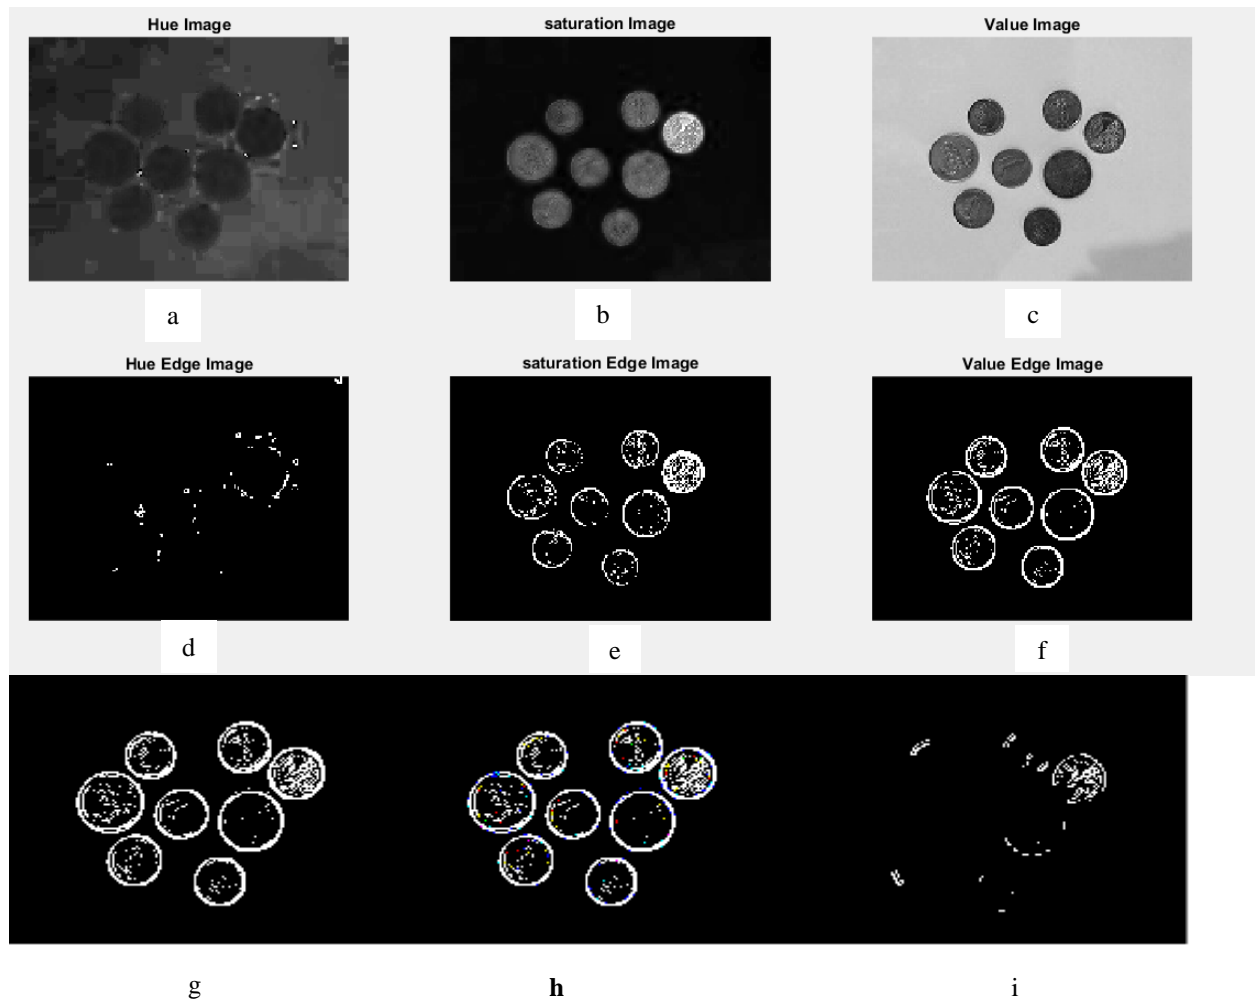 Hue Image
saturation Image
Value Image
a
b
c
Hue Edge Image
saturation Edge Image
Value Edge Image
d
e
f
g
h
i